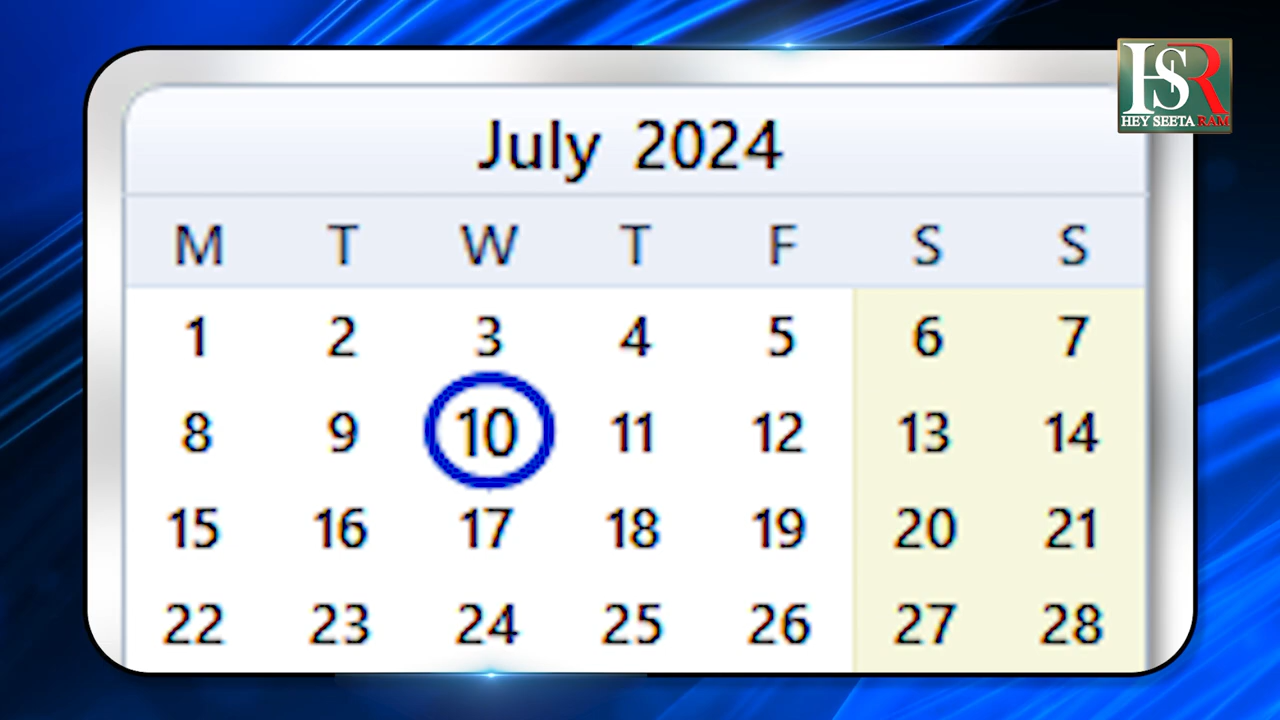 HSR
HEY SEETA RAM
July 2024
M T W T F S S
1 2 3 4 5 6 7
8 9 10 11 12 13 14
15 16 17 18 19 20 21
22 23 24 25 26 27 28